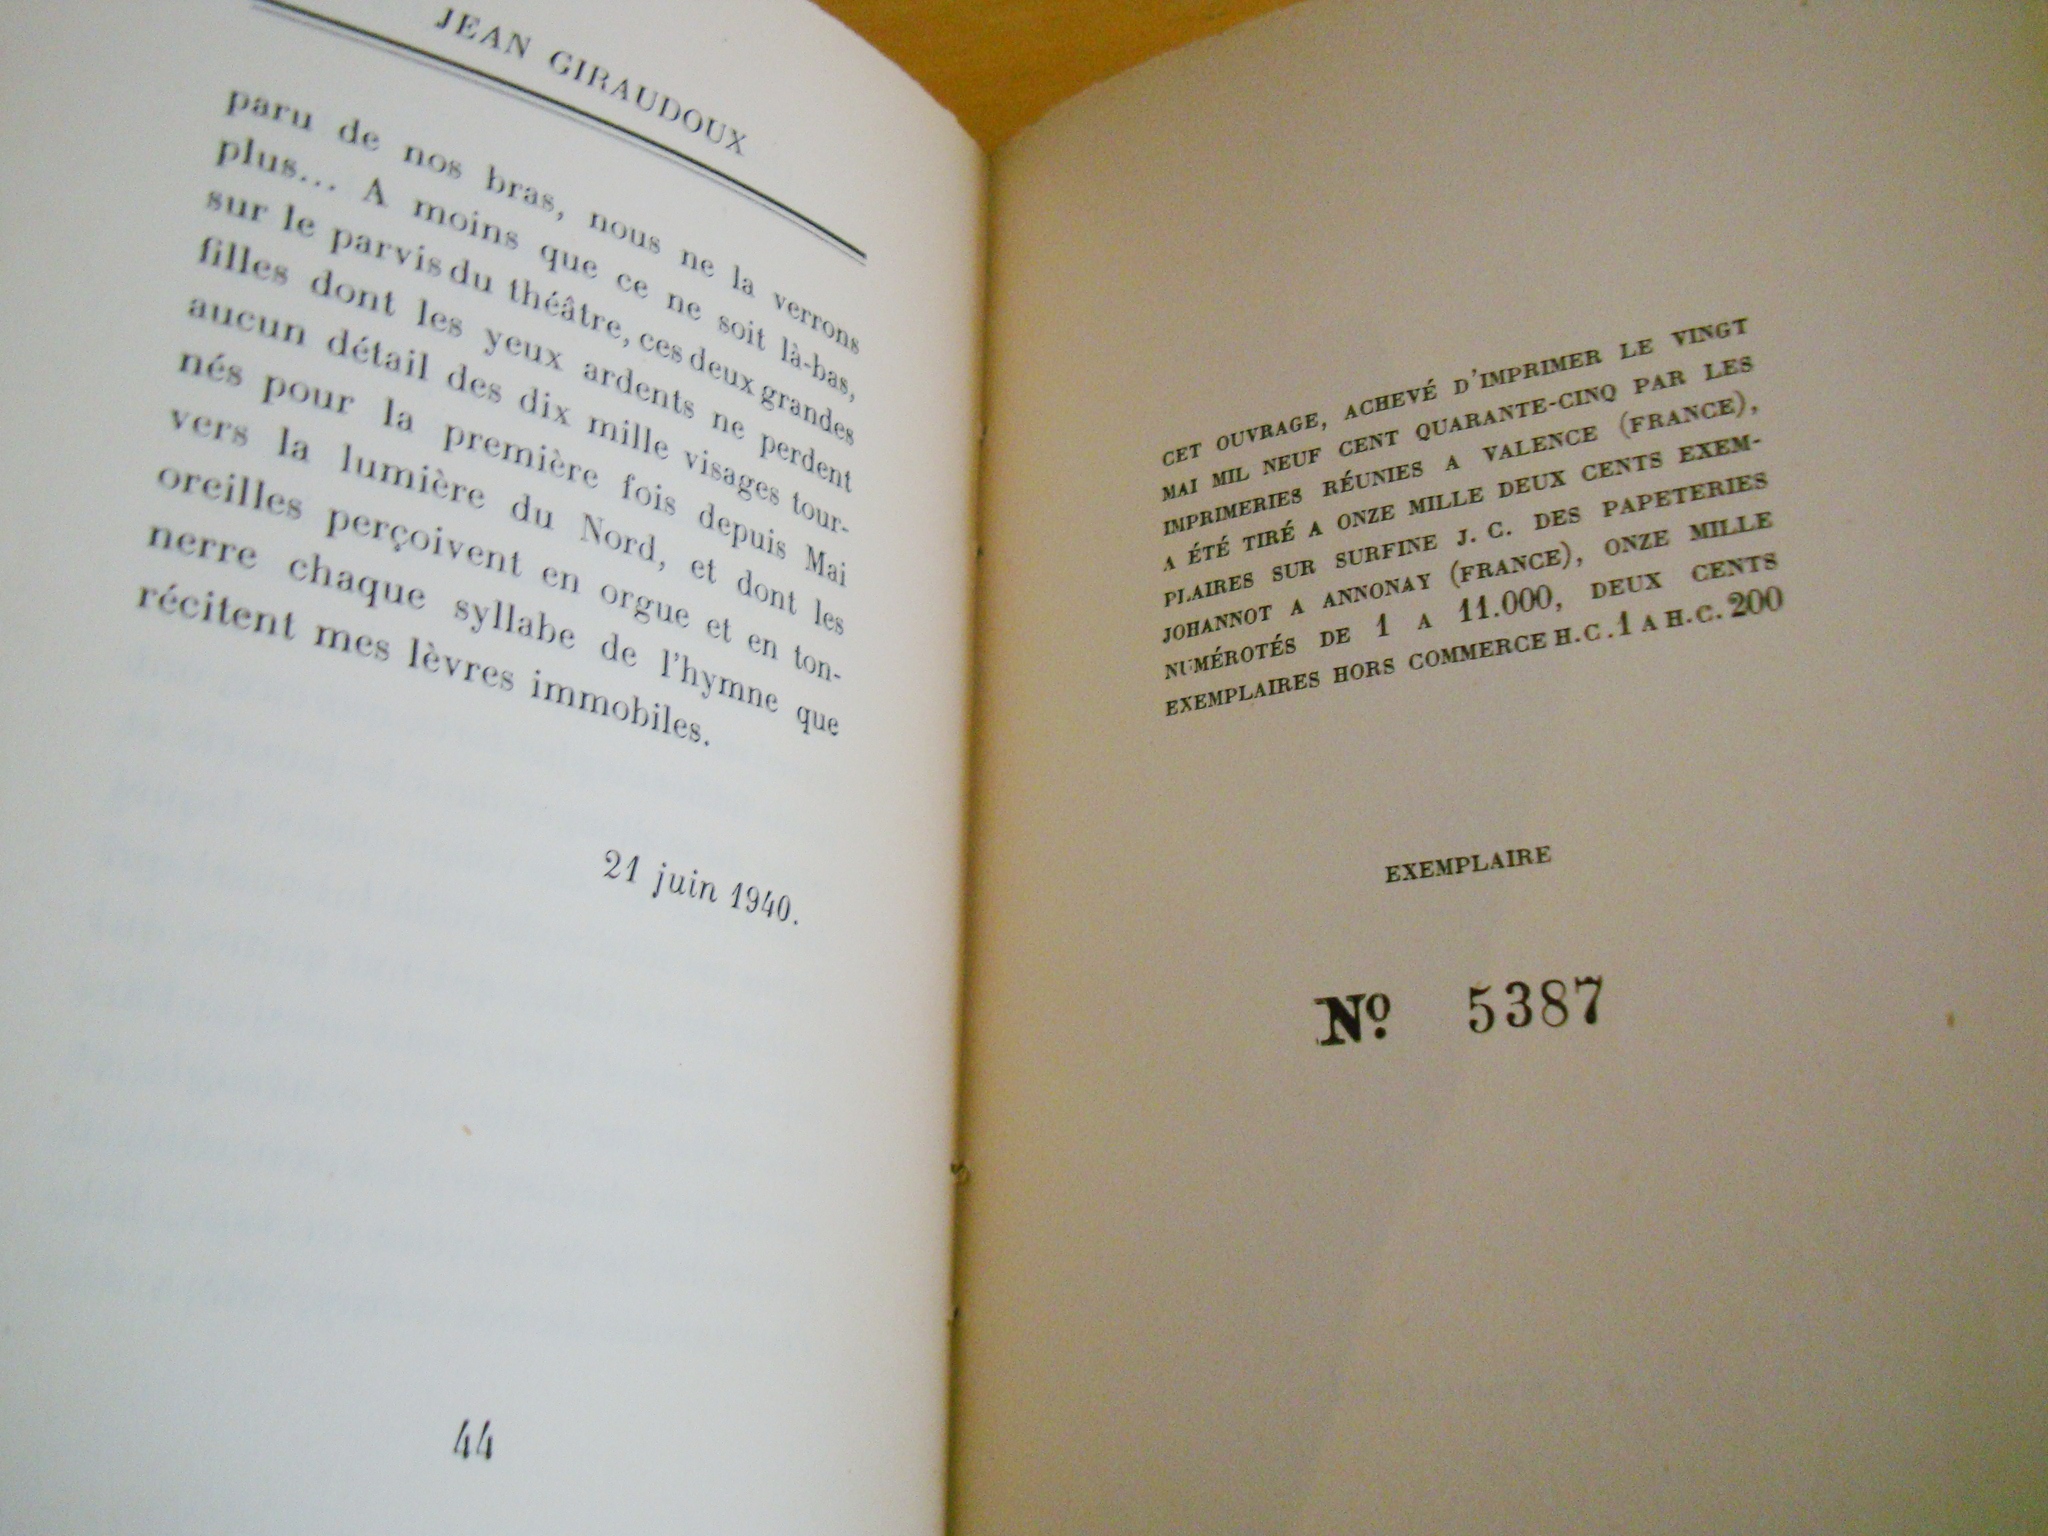 JEAN GIRAUDOUX
paru de nos bras, nous ne la verrons
plus... A moins que ce ne soit là-bas,
sur le parvis du théâtre, ces deux grandes
filles dont les yeux ardents ne perdent
aucun détail des dix mille visages tour-
nés pour la première fois depuis Mai
vers la lumière du Nord, et dont les
oreilles perçoivent en orgue et en ton-
nerre chaque syllabe de l'hymne que
récitent mes lèvres immobiles.
21 juin 1940.
44
CET OUVRAGE, ACHEVÉ D'IMPRIMER LE VINGT
MAI MIL NEUF CENT QUARANTE-CINQ PAR LES
IMPRIMERIES RÉUNIES A VALENCE (FRANCE),
A ÉTÉ TIRÉ A ONZE MILLE DEUX CENTS EXEM-
PLAIRES SUR SURFINE J. C. DES PAPETERIES
JOHANNOT A ANNONAY (FRANCE), ONZE MILLE
NUMÉROTÉS DE 1 A 11.000, DEUX CENTS
EXEMPLAIRES HORS COMMERCE H.C.1 A H.C. 200
EXEMPLAIRE
Nº 5387